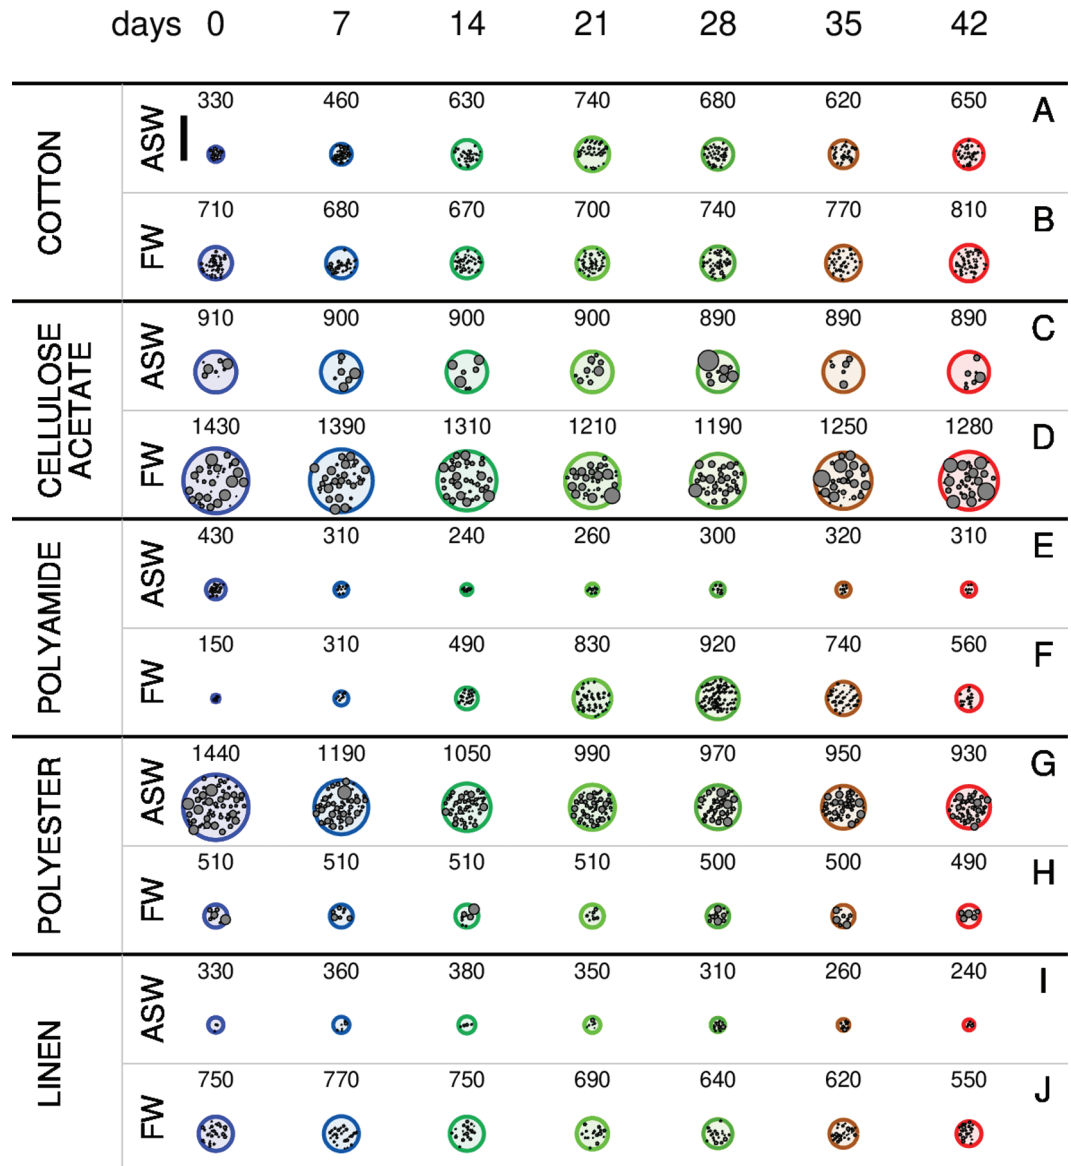 days 0 7 14 21 28 35 42
COTTON
ASW 330 460 630 740 680 620 650 A
FW 710 680 670 700 740 770 810 B
CELLULOSE
ACETATE
ASW 910 900 900 900 890 890 890 C
FW 1430 1390 1310 1210 1190 1250 1280 D
POLYAMIDE
ASW 430 310 240 260 300 320 310 E
FW 150 310 490 830 920 740 560 F
POLYESTER
ASW 1440 1190 1050 990 970 950 930 G
FW 510 510 510 510 500 500 490 H
LINEN
ASW 330 360 380 350 310 260 240 I
FW 750 770 750 690 640 620 550 J